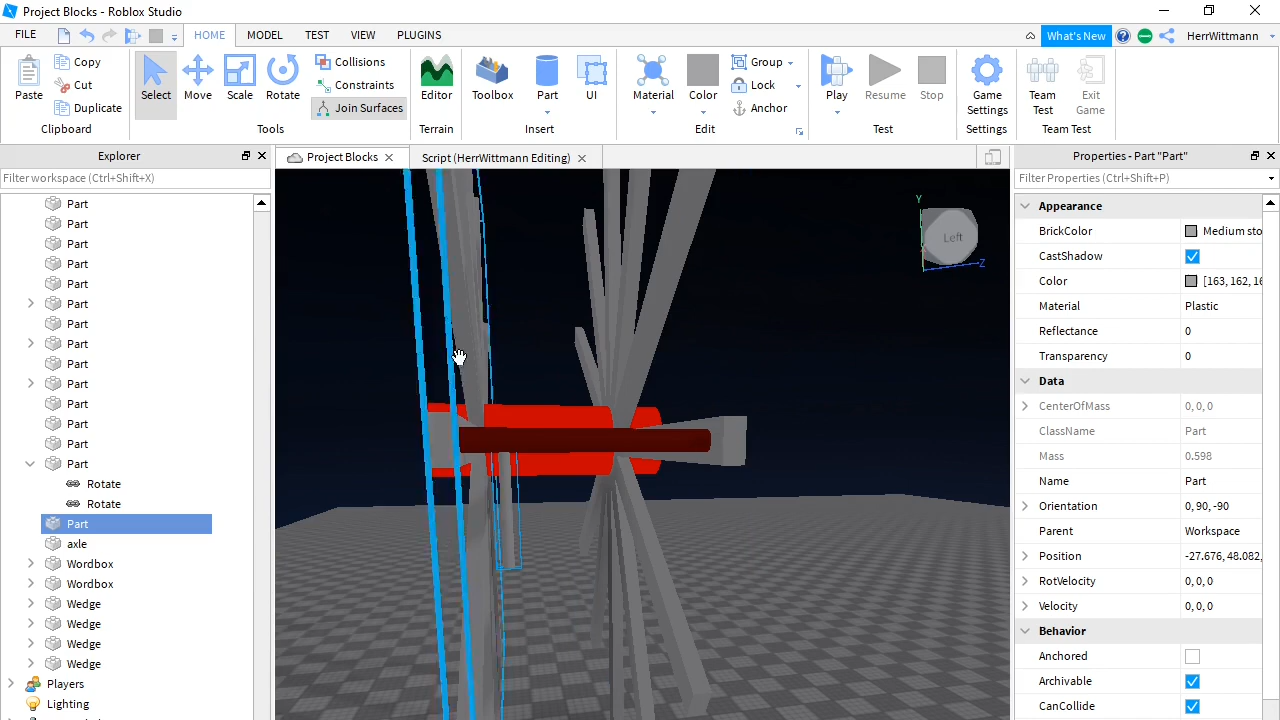 Project Blocks - Roblox Studio
FILE HOME MODEL TEST VIEW PLUGINS What's New HerrWittmann
Paste Copy Cut Duplicate Select Move Scale Rotate Collisions Constraints Join Surfaces Editor Toolbox Part UI Material Color Group Lock Anchor Play Resume Stop Game Settings Team Test Exit Game
Clipboard Tools Terrain Insert Edit Test Settings Team Test
Explorer Project Blocks Script (HerrWittmann Editing) Properties - Part "Part"
Filter workspace (Ctrl+Shift+X) Filter Properties (Ctrl+Shift+P)
Part
Part
Part
Part
Part
Part
Part
Part
Part
Part
Part
Part
Part
Part
Rotate
Rotate
Part
axle
Wordbox
Wordbox
Wedge
Wedge
Wedge
Wedge
Players
Lighting
Y
Left
Z
Appearance
BrickColor Medium sto
CastShadow
Color [163, 162, 16
Material Plastic
Reflectance 0
Transparency 0
Data
CenterOfMass 0, 0, 0
ClassName Part
Mass 0.598
Name Part
Orientation 0, 90, -90
Parent Workspace
Position -27.676, 48.082,
RotVelocity 0, 0, 0
Velocity 0, 0, 0
Behavior
Anchored
Archivable
CanCollide